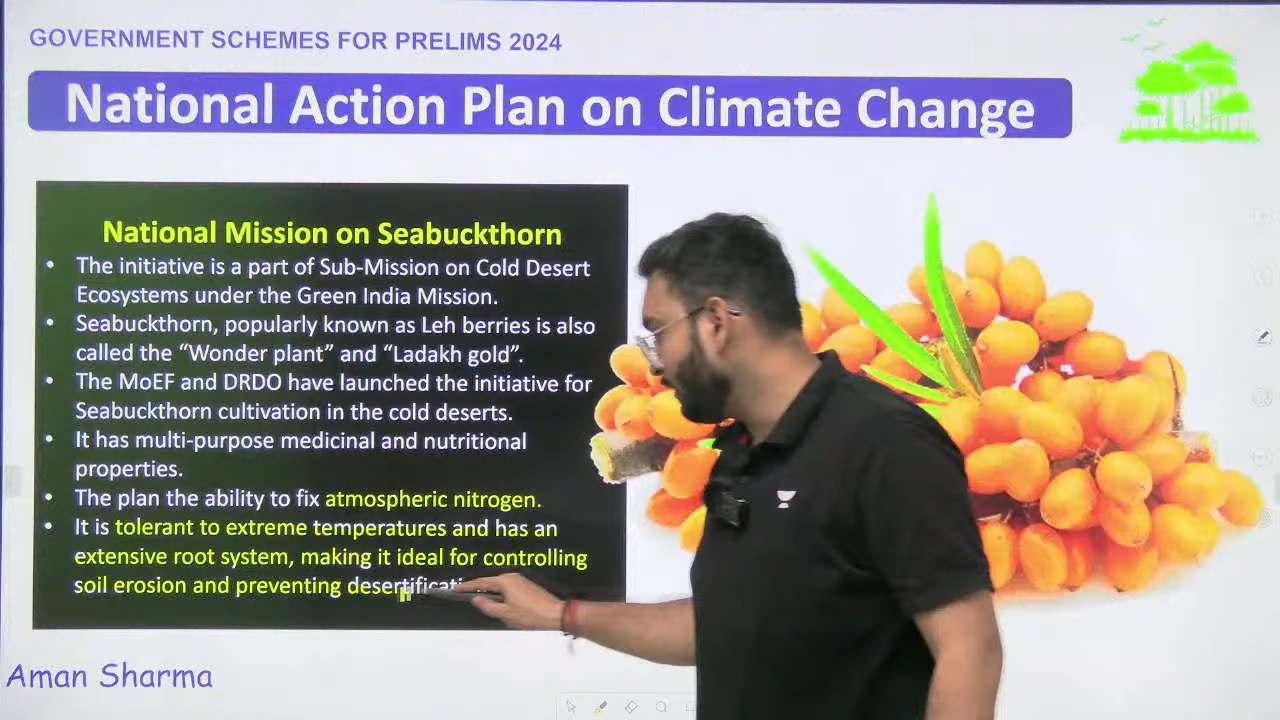 GOVERNMENT SCHEMES FOR PRELIMS 2024
National Action Plan on Climate Change
National Mission on Seabuckthorn
• The initiative is a part of Sub-Mission on Cold Desert
Ecosystems under the Green India Mission.
• Seabuckthorn, popularly known as Leh berries is also
called the “Wonder plant” and “Ladakh gold”.
• The MoEF and DRDO have launched the initiative for
Seabuckthorn cultivation in the cold deserts.
• It has multi-purpose medicinal and nutritional
properties.
• The plan the ability to fix atmospheric nitrogen.
• It is tolerant to extreme temperatures and has an
extensive root system, making it ideal for controlling
soil erosion and preventing
Aman Sharma